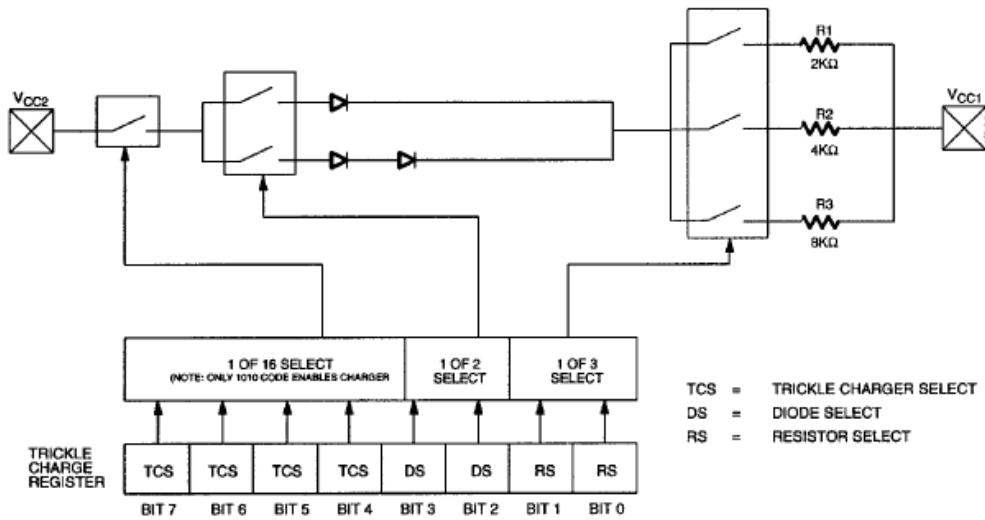 VCC2
R1
2KΩ
R2
4KΩ
R3
8KΩ
VCC1
1 OF 16 SELECT
(NOTE: ONLY 1010 CODE ENABLES CHARGER
1 OF 2
SELECT
1 OF 3
SELECT
TCS = TRICKLE CHARGER SELECT
DS = DIODE SELECT
RS = RESISTOR SELECT
TRICKLE
CHARGE
REGISTER
TCS TCS TCS TCS DS DS RS RS
BIT 7 BIT 6 BIT 5 BIT 4 BIT 3 BIT 2 BIT 1 BIT 0